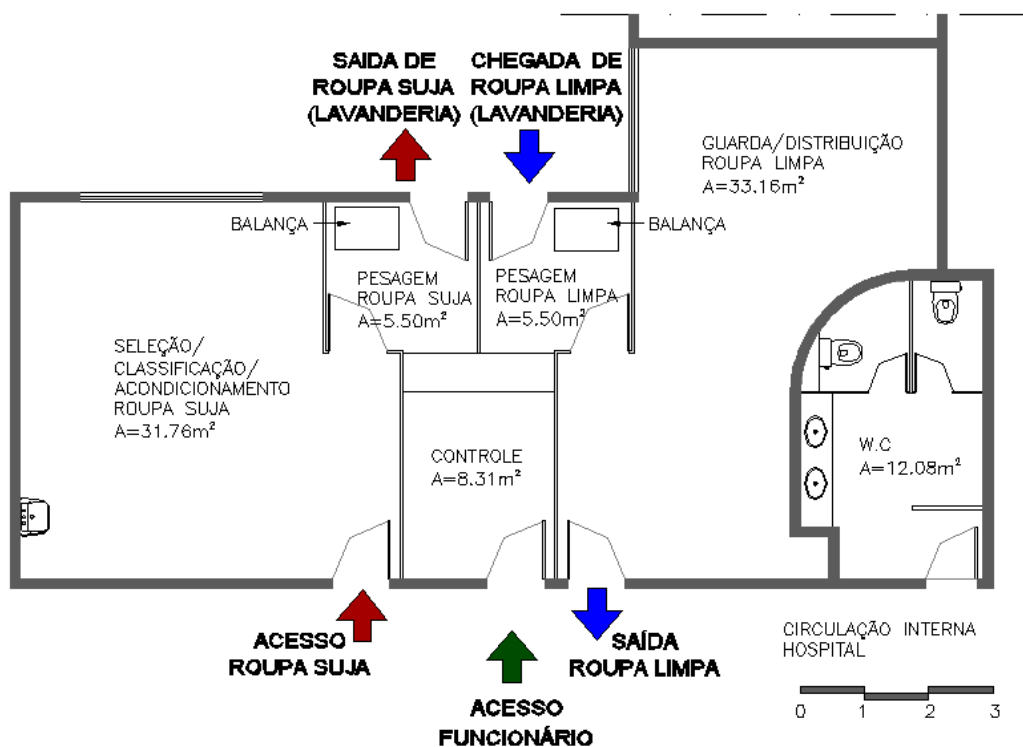 SAIDA DE
ROUPA SUJA
(LAVANDERIA)
CHEGADA DE
ROUPA LIMPA
(LAVANDERIA)
GUARDA/DISTRIBUIÇÃO
ROUPA LIMPA
A=33.16m²
BALANÇA
BALANÇA
PESAGEM
ROUPA SUJA
A=5.50m²
PESAGEM
ROUPA LIMPA
A=5.50m²
SELEÇÃO/
CLASSIFICAÇÃO/
ACONDICIONAMENTO
ROUPA SUJA
A=31.76m²
CONTROLE
A=8.31m²
W.C
A=12.08m²
ACESSO
ROUPA SUJA
ACESSO
FUNCIONÁRIO
SAÍDA
ROUPA LIMPA
CIRCULAÇÃO INTERNA
HOSPITAL
0 1 2 3